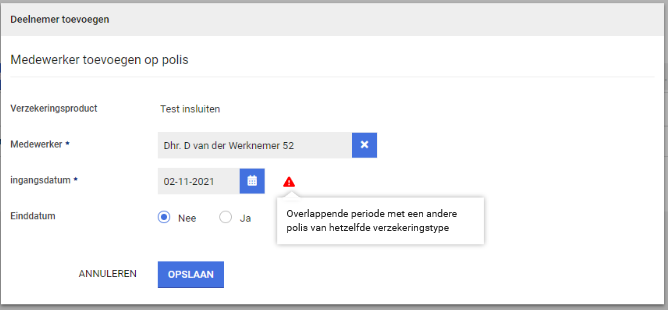 Deelnemer toevoegen
Medewerker toevoegen op polis
Verzekeringsproduct Test insluiten
Medewerker * Dhr. D van der Werknemer 52
ingangsdatum * 02-11-2021
Overlappende periode met een andere
polis van hetzelfde verzekeringstype
Einddatum Nee Ja
ANNULEREN OPSLAAN